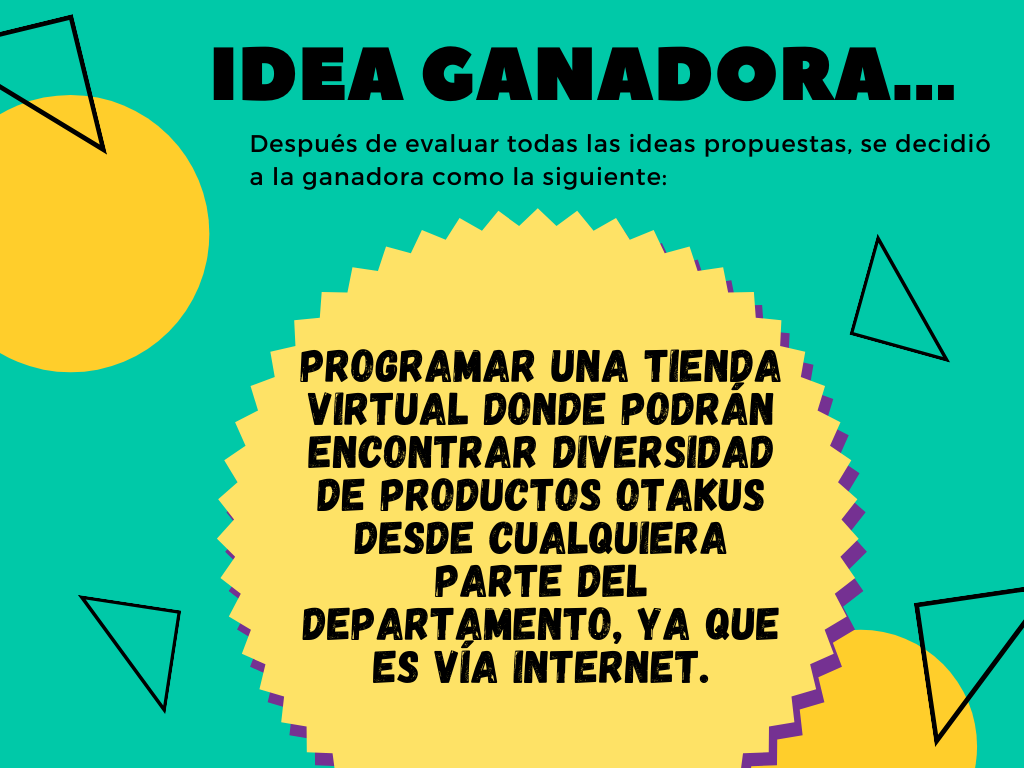 IDEA GANADORA...
Después de evaluar todas las ideas propuestas, se decidió
a la ganadora como la siguiente:
PROGRAMAR UNA TIENDA
VIRTUAL DONDE PODRÁN
ENCONTRAR DIVERSIDAD
DE PRODUCTOS OTAKUS
DESDE CUALQUIERA
PARTE DEL
DEPARTAMENTO, YA QUE
ES VÍA INTERNET.